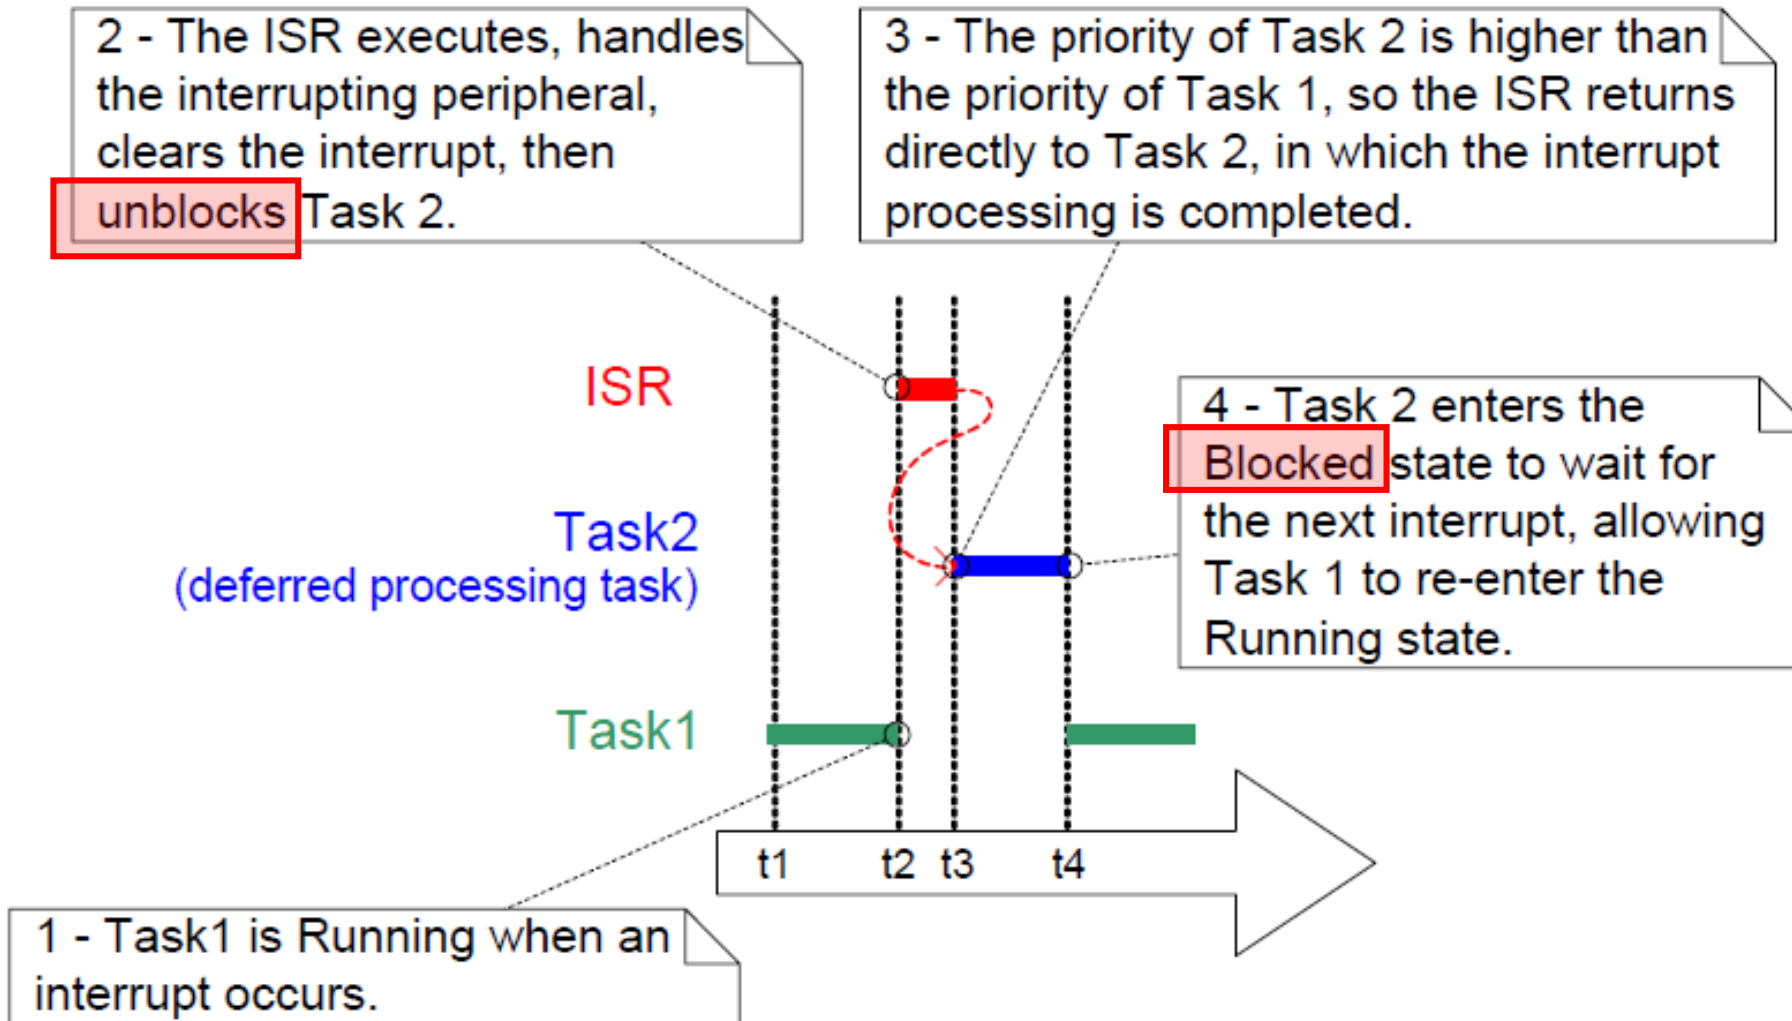 2 - The ISR executes, handles
the interrupting peripheral,
clears the interrupt, then
unblocks Task 2.
3 - The priority of Task 2 is higher than
the priority of Task 1, so the ISR returns
directly to Task 2, in which the interrupt
processing is completed.
ISR
4 - Task 2 enters the
Blocked state to wait for
the next interrupt, allowing
Task 1 to re-enter the
Running state.
Task2
(deferred processing task)
Task1
t1 t2 t3 t4
1 - Task1 is Running when an
interrupt occurs.